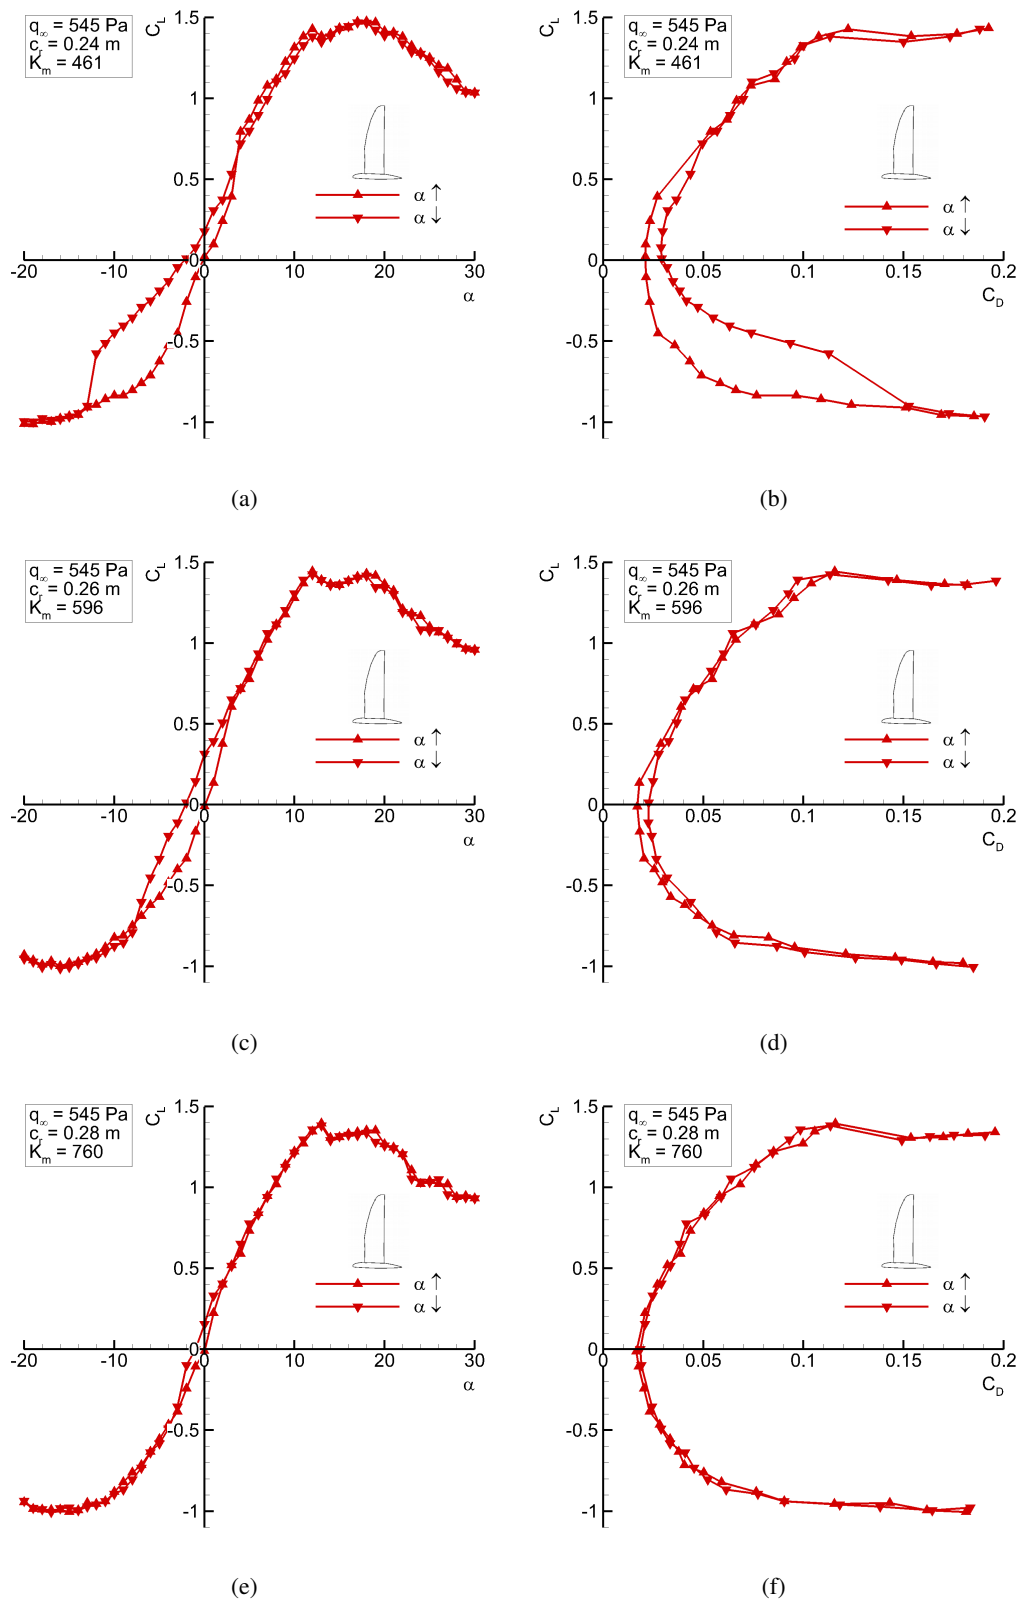 q∞ = 545 Pa
cr = 0.24 m
Km = 461
CL
1.5
1
0.5
α ↑
α ↓
-20
-10
0
10
20
30
α
-0.5
-1
(a)
q∞ = 545 Pa
cr = 0.24 m
Km = 461
CL
1.5
1
0.5
α ↑
α ↓
0
0
0.05
0.1
0.15
0.2
CD
-0.5
-1
(b)
q∞ = 545 Pa
cr = 0.26 m
Km = 596
CL
1.5
1
0.5
α ↑
α ↓
0
-20
-10
0
10
20
30
α
-0.5
-1
(c)
q∞ = 545 Pa
cr = 0.26 m
Km = 596
CL
1.5
1
0.5
α ↑
α ↓
0
0
0.05
0.1
0.15
0.2
CD
-0.5
-1
(d)
q∞ = 545 Pa
cr = 0.28 m
Km = 760
CL
1.5
1
0.5
α ↑
α ↓
0
-20
-10
0
10
20
30
α
-0.5
-1
(e)
q∞ = 545 Pa
cr = 0.28 m
Km = 760
CL
1.5
1
0.5
α ↑
α ↓
0
0
0.05
0.1
0.15
0.2
CD
-0.5
-1
(f)